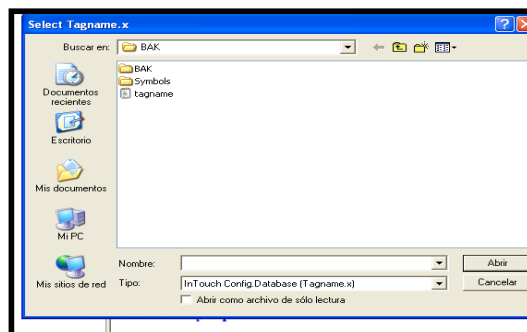 Select Tagname.x
Buscar en: BAK
BAK
Symbols
tagname
Documentos
recientes
Escritorio
Mis documentos
Mi PC
Mis sitios de red
Nombre:
Abrir
Tipo: InTouch Config.Database (Tagname.x)
Cancelar
Abrir como archivo de sólo lectura